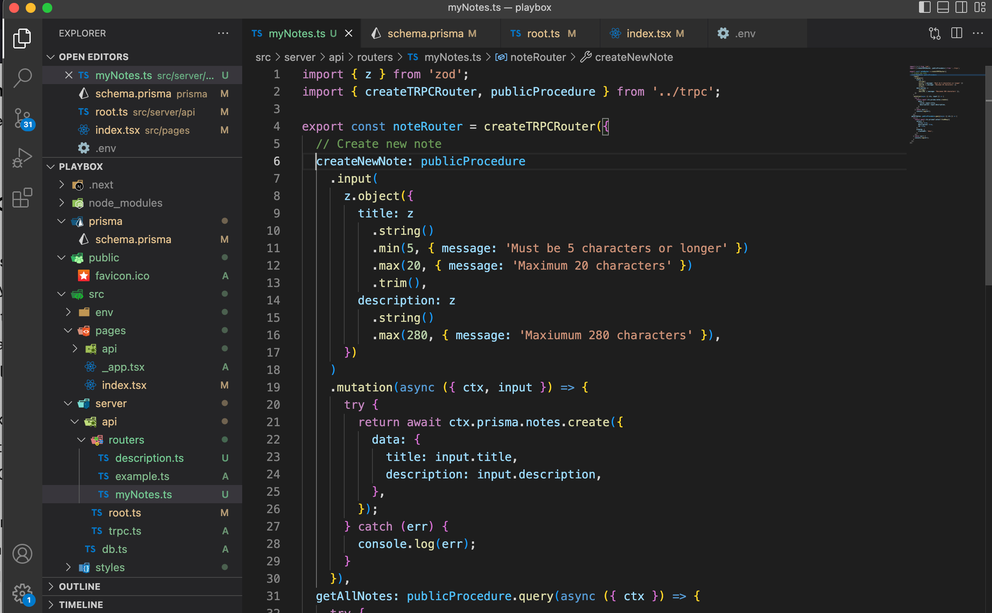 myNotes.ts — playbox
EXPLORER
OPEN EDITORS
TS myNotes.ts src/server/... U
schema.prisma prisma M
TS root.ts src/server/api M
index.tsx src/pages M
.env
PLAYBOX
.next
node_modules
prisma
schema.prisma M
public
favicon.ico A
src
env
pages
api
_app.tsx A
index.tsx M
server
api
routers
TS description.ts U
TS example.ts A
TS myNotes.ts U
TS root.ts M
TS trpc.ts A
TS db.ts A
styles
OUTLINE
TIMELINE
31
1
TS myNotes.ts U
schema.prisma M
TS root.ts M
index.tsx M
.env
src > server > api > routers > TS myNotes.ts > noteRouter > createNewNote
1 import { z } from 'zod';
2 import { createTRPCRouter, publicProcedure } from '../trpc';
3
4 export const noteRouter = createTRPCRouter({
5 // Create new note
6 createNewNote: publicProcedure
7 .input(
8 z.object({
9 title: z
10 .string()
11 .min(5, { message: 'Must be 5 characters or longer' })
12 .max(20, { message: 'Maximum 20 characters' })
13 .trim(),
14 description: z
15 .string()
16 .max(280, { message: 'Maxiumum 280 characters' }),
17 })
18 )
19 .mutation(async ({ ctx, input }) => {
20 try {
21 return await ctx.prisma.notes.create({
22 data: {
23 title: input.title,
24 description: input.description,
25 },
26 });
27 } catch (err) {
28 console.log(err);
29 }
30 }),
31 getAllNotes: publicProcedure.query(async ({ ctx }) => {
32 try {